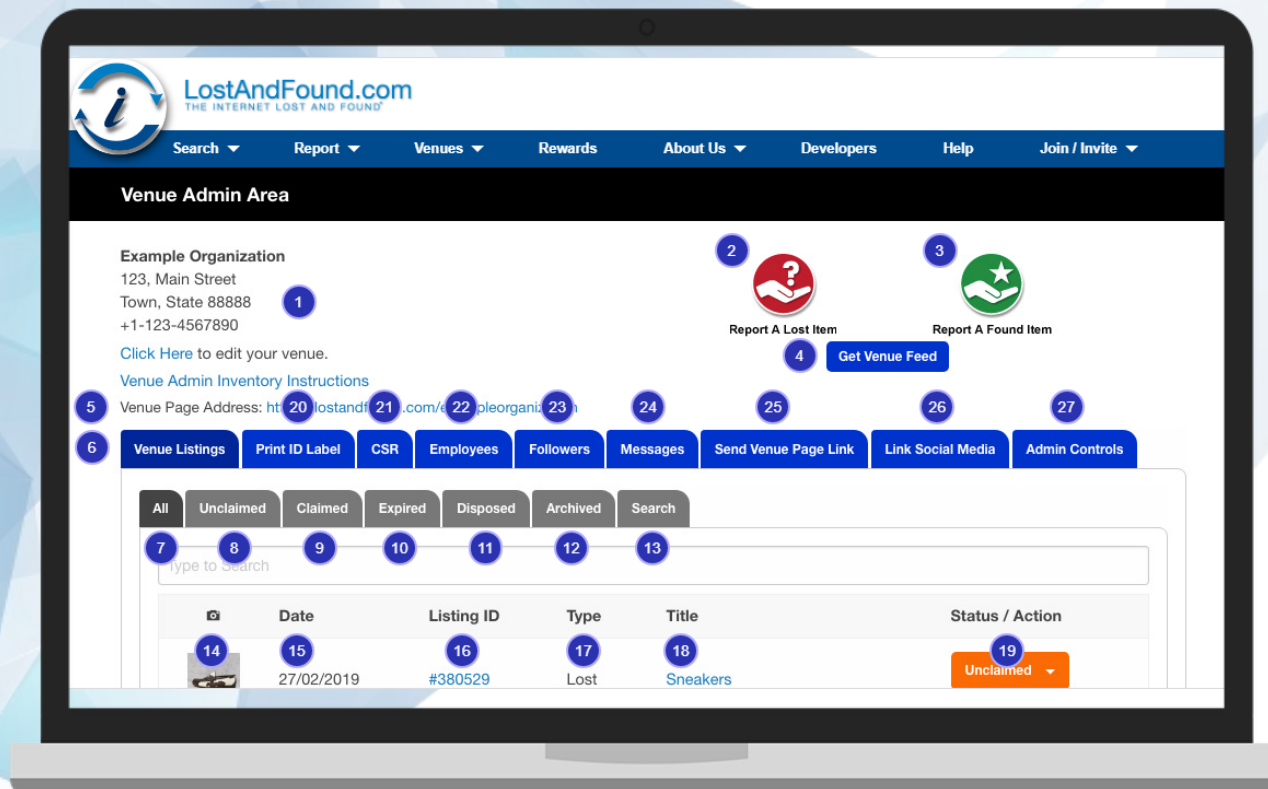 LostAndFound.com
THE INTERNET LOST AND FOUND
Search Report Venues Rewards About Us Developers Help Join / Invite
Venue Admin Area
Example Organization
123, Main Street
Town, State 88888
+1-123-4567890
1
Click Here to edit your venue.
Venue Admin Inventory Instructions
2
Report A Lost Item
3
Report A Found Item
4 Get Venue Feed
5 Venue Page Address:
20 21 22 23 24 25 26 27
6 Venue Listings Print ID Label CSR Employees Followers Messages Send Venue Page Link Link Social Media Admin Controls
All Unclaimed Claimed Expired Disposed Archived Search
7 8 9 10 11 12 13
Type to Search
Date Listing ID Type Title Status / Action
14 15 16 17 18 19
27/02/2019 #380529 Lost Sneakers Unclaimed